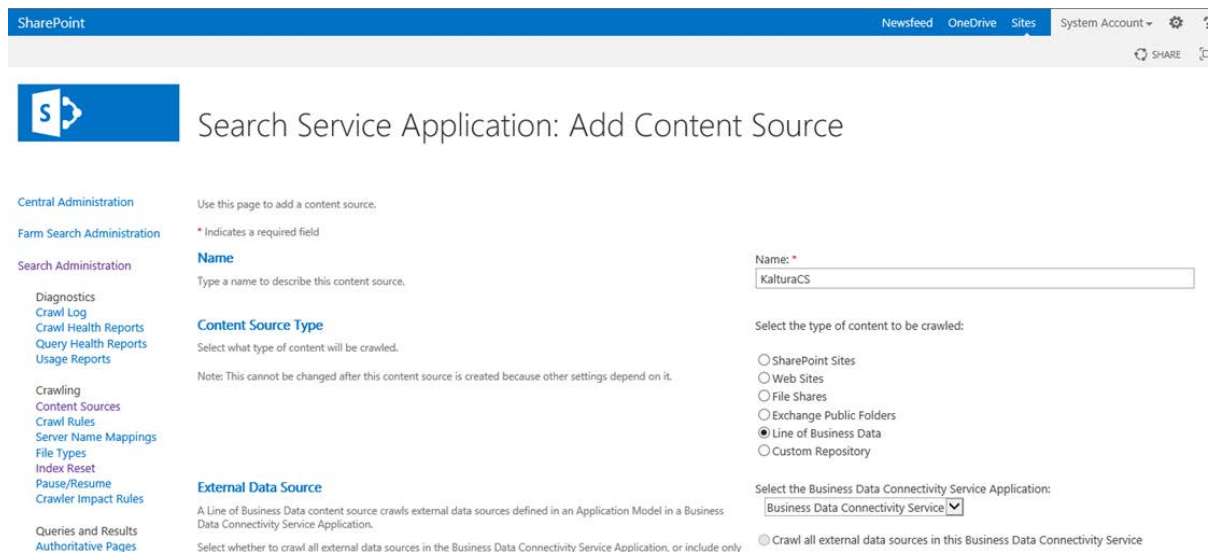 SharePoint
Newsfeed OneDrive Sites System Account ?
SHARE
S
Search Service Application: Add Content Source
Central Administration
Farm Search Administration
Search Administration
Diagnostics
Crawl Log
Crawl Health Reports
Query Health Reports
Usage Reports
Crawling
Content Sources
Crawl Rules
Server Name Mappings
File Types
Index Reset
Pause/Resume
Crawler Impact Rules
Queries and Results
Authoritative Pages
Use this page to add a content source.
* Indicates a required field
Name
Type a name to describe this content source.
Name: *
KalturaCS
Content Source Type
Select what type of content will be crawled.
Note: This cannot be changed after this content source is created because other settings depend on it.
Select the type of content to be crawled:
SharePoint Sites
Web Sites
File Shares
Exchange Public Folders
Line of Business Data
Custom Repository
External Data Source
A Line of Business Data content source crawls external data sources defined in an Application Model in a Business
Data Connectivity Service Application.
Select whether to crawl all external data sources in the Business Data Connectivity Service Application, or include only
Select the Business Data Connectivity Service Application:
Business Data Connectivity Service
Crawl all external data sources in this Business Data Connectivity Service